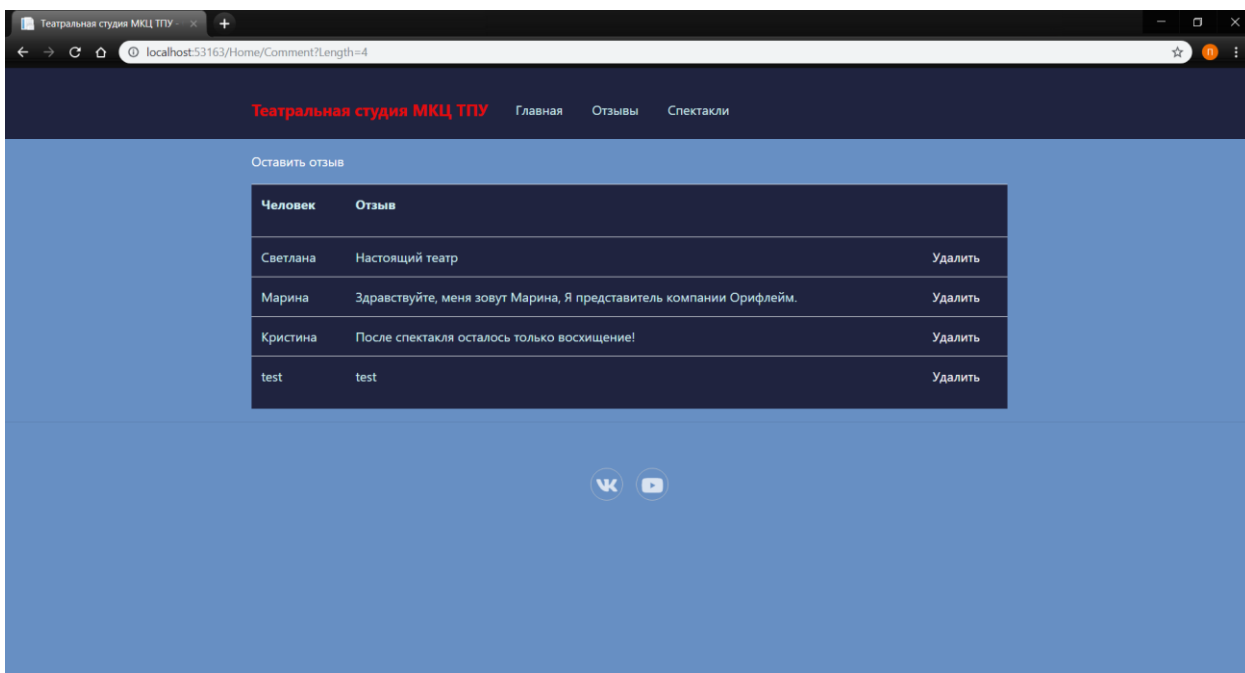 Театральная студия МКЦ ТПУ -
localhost:53163/Home/Comment?Length=4
п
Театральная студия МКЦ ТПУ Главная Отзывы Спектакли
Оставить отзыв
Человек Отзыв
Светлана Настоящий театр Удалить
Марина Здравствуйте, меня зовут Марина, Я представитель компании Орифлейм. Удалить
Кристина После спектакля осталось только восхищение! Удалить
test test Удалить